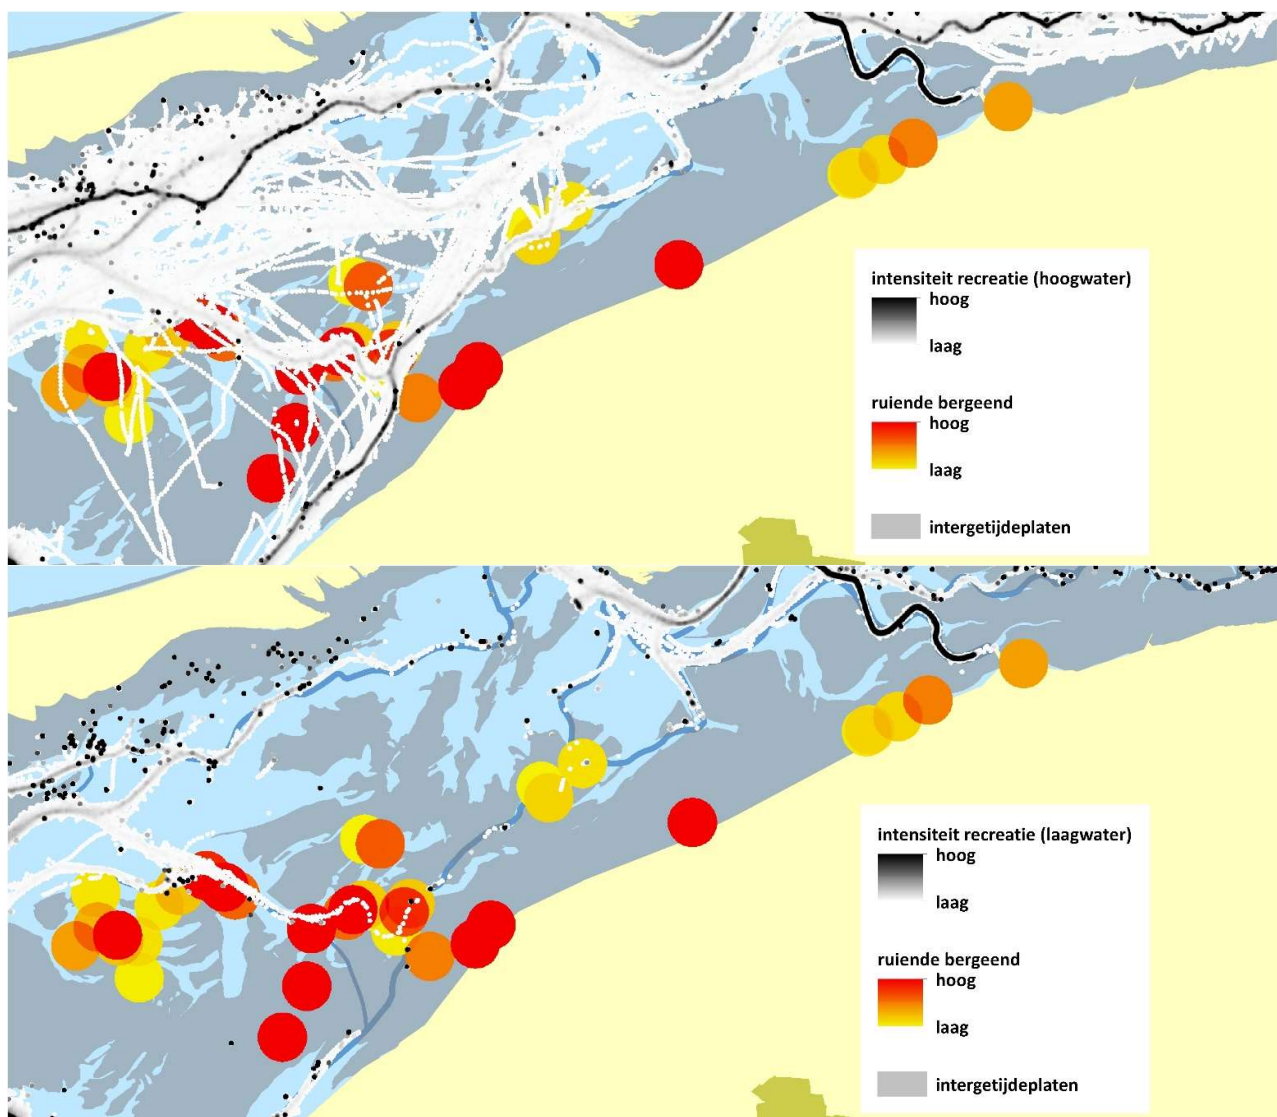 intensiteit recreatie (hoogwater)
hoog
laag
ruiende bergeend
hoog
laag
intergetijdeplaten
intensiteit recreatie (laagwater)
hoog
laag
ruiende bergeend
hoog
laag
intergetijdeplaten